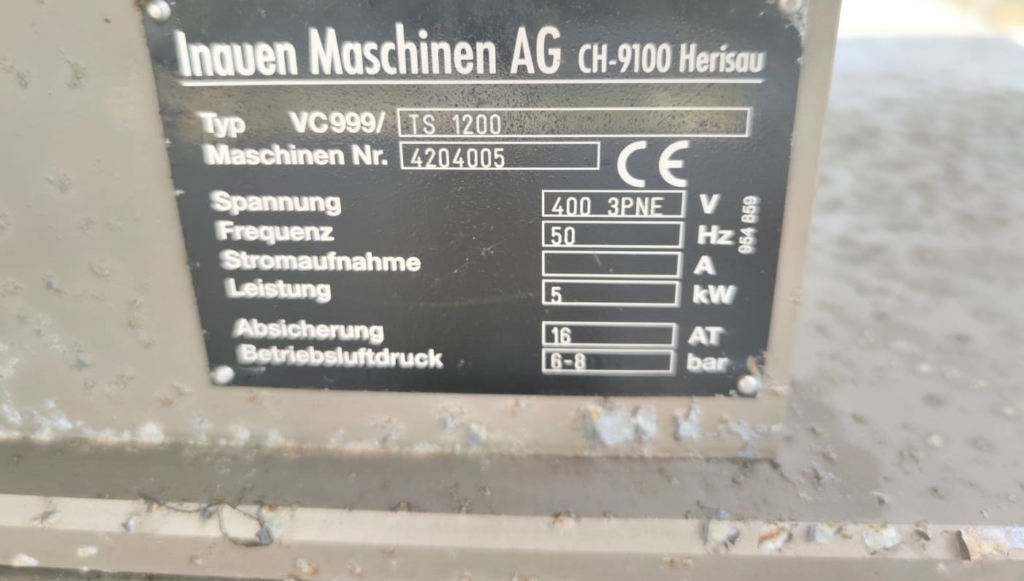 Inauen Maschinen AG CH-9100 Herisau
Typ VC999/ TS 1200
Maschinen Nr. 4204005 CE
Spannung 400 3PNE V
Frequenz 50 Hz
Stromaufnahme A
Leistung 5 kW
Absicherung 16 AT
Betriebsluftdruck 6-8 bar
954 859